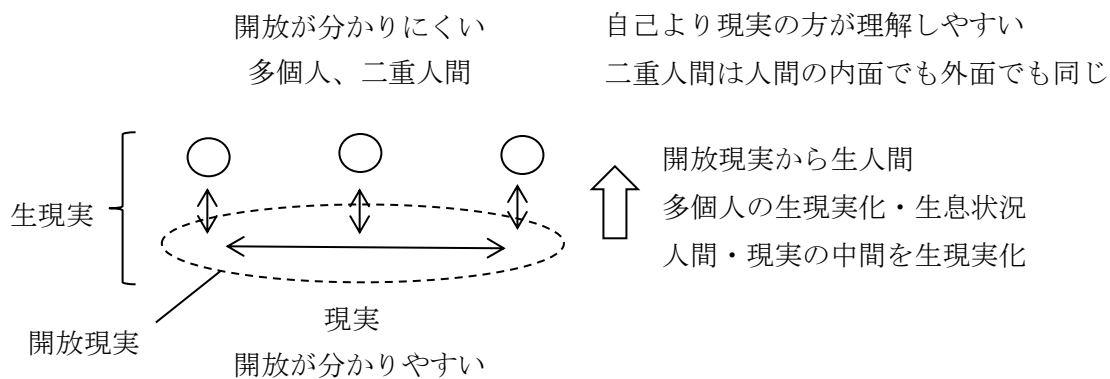 開放が分かりにくい
多個人、二重人間
自己より現実の方が理解しやすい
二重人間は人間の内面でも外面でも同じ
生現実
開放現実から生人間
多個人の生現実化・生息状況
人間・現実の中間を生現実化
開放現実
現実
開放が分かりやすい